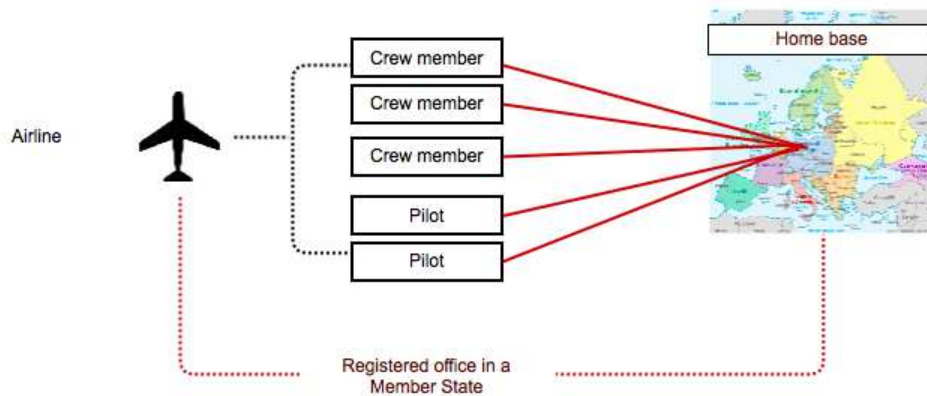 Home base
Crew member
Crew member
Airline
Crew member
Pilot
Pilot
Registered office in a
Member State